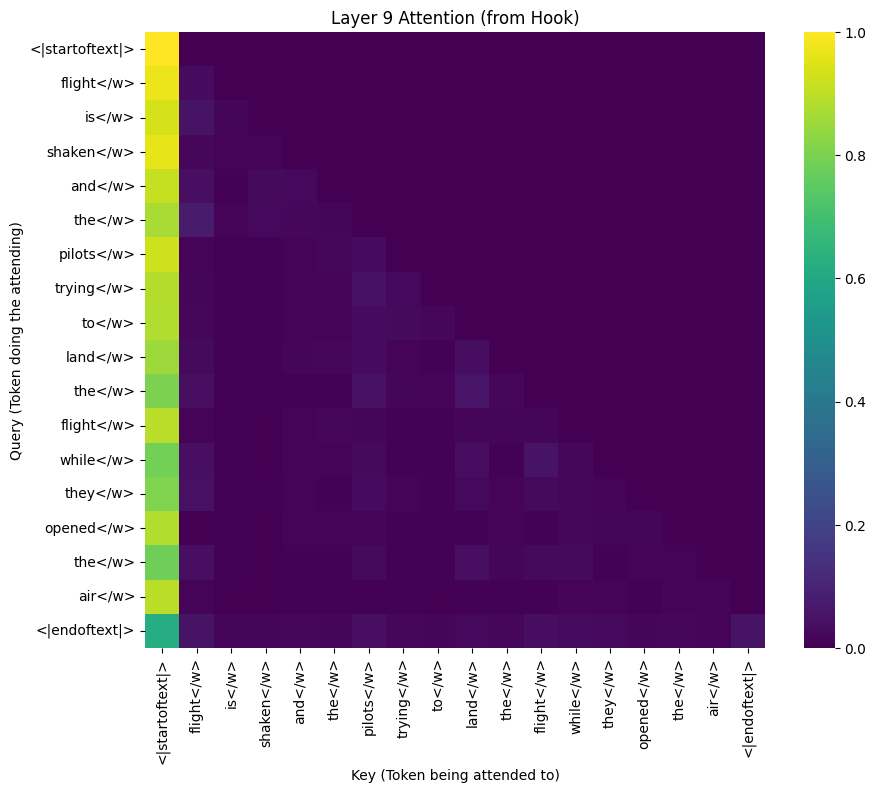 Layer 9 Attention (from Hook)
Query (Token doing the attending)
<|startoftext|>
flight</w>
is</w>
shaken</w>
and</w>
the</w>
pilots</w>
trying</w>
to</w>
land</w>
the</w>
flight</w>
while</w>
they</w>
opened</w>
the</w>
air</w>
<|endoftext|>
<|startoftext|>
flight</w>
is</w>
shaken</w>
and</w>
the</w>
pilots</w>
trying</w>
to</w>
land</w>
the</w>
flight</w>
while</w>
they</w>
opened</w>
the</w>
air</w>
<|endoftext|>
Key (Token being attended to)
1.0
0.8
0.6
0.4
0.2
0.0